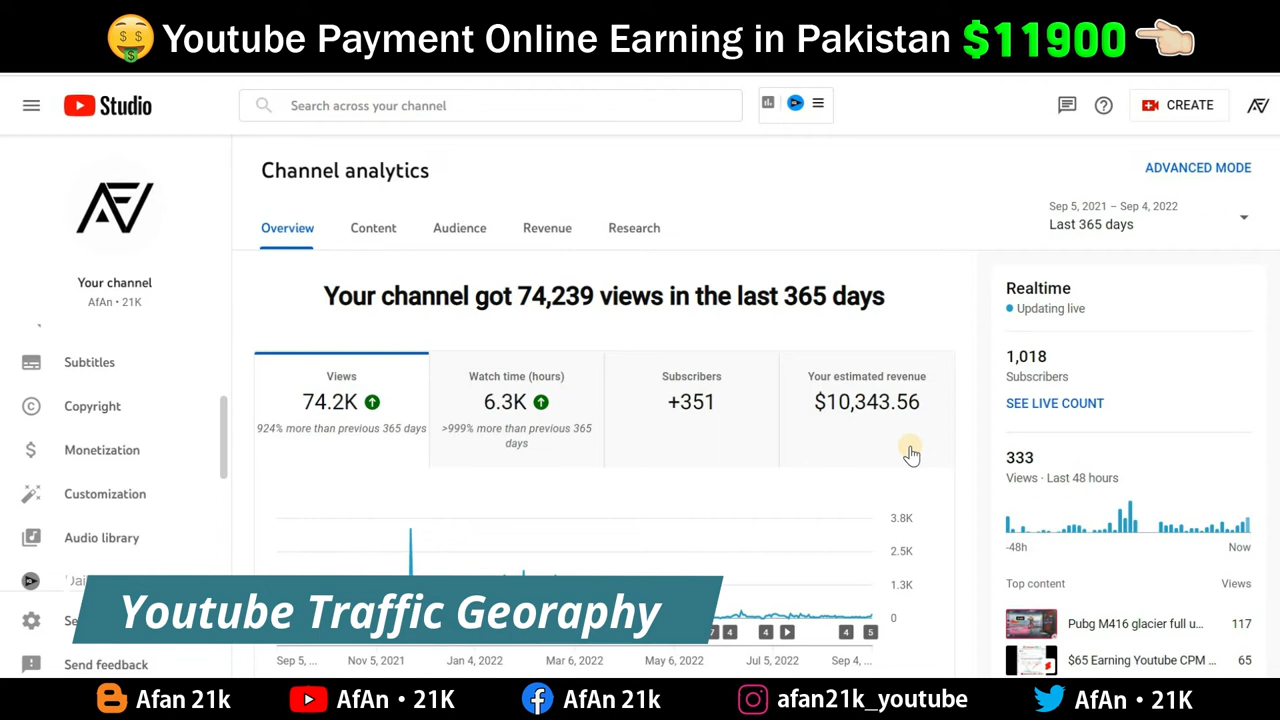 Youtube Payment Online Earning in Pakistan $11900
Studio
Search across your channel
CREATE
Channel analytics
ADVANCED MODE
Sep 5, 2021 – Sep 4, 2022
Last 365 days
Overview
Content
Audience
Revenue
Research
Your channel
AfAn • 21K
Subtitles
Copyright
Monetization
Customization
Audio library
Send feedback
Your channel got 74,239 views in the last 365 days
Views
74.2K
924% more than previous 365 days
Watch time (hours)
6.3K
>999% more than previous 365
days
Subscribers
+351
Your estimated revenue
$10,343.56
3.8K
2.5K
1.3K
0
4
4
4
5
Sep 5, ...
Nov 5, 2021
Jan 4, 2022
Mar 6, 2022
May 6, 2022
Jul 5, 2022
Sep 4, ...
Realtime
Updating live
1,018
Subscribers
SEE LIVE COUNT
333
Views · Last 48 hours
-48h
Now
Top content
Views
Pubg M416 glacier full u...
117
$65 Earning Youtube CPM ...
65
Youtube Traffic Georaphy
Afan 21k
AfAn • 21K
AfAn 21k
afan21k_youtube
AfAn • 21K